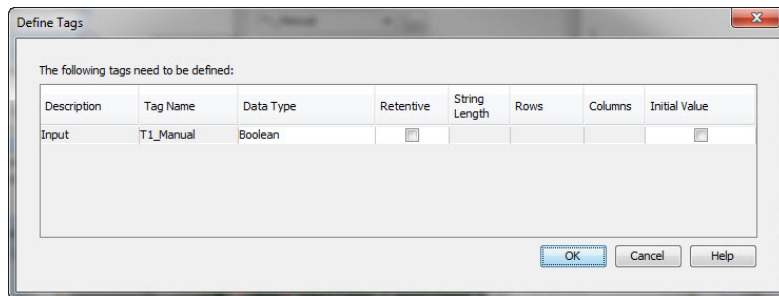 Define Tags
The following tags need to be defined:
Description Tag Name Data Type Retentive String Length Rows Columns Initial Value
Input T1_Manual Boolean
OK Cancel Help